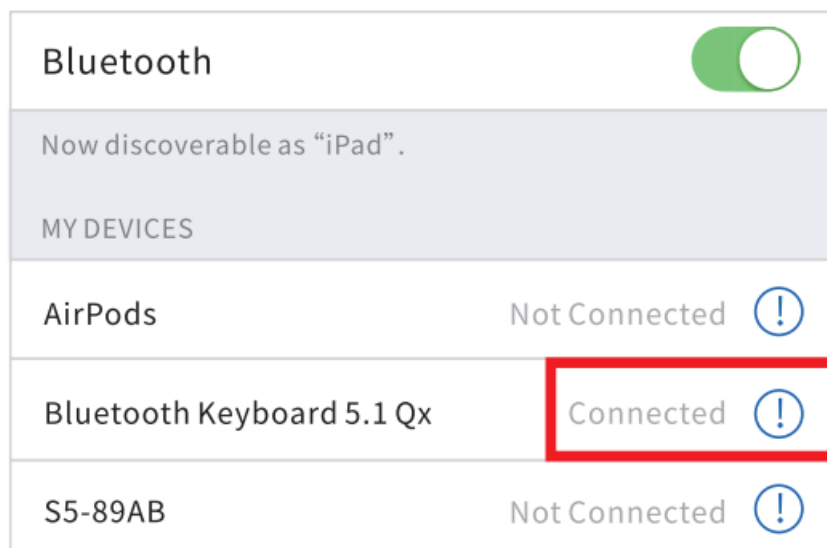 Bluetooth
Now discoverable as “iPad”.
MY DEVICES
AirPods Not Connected !
Bluetooth Keyboard 5.1 Qx Connected !
S5-89AB Not Connected !